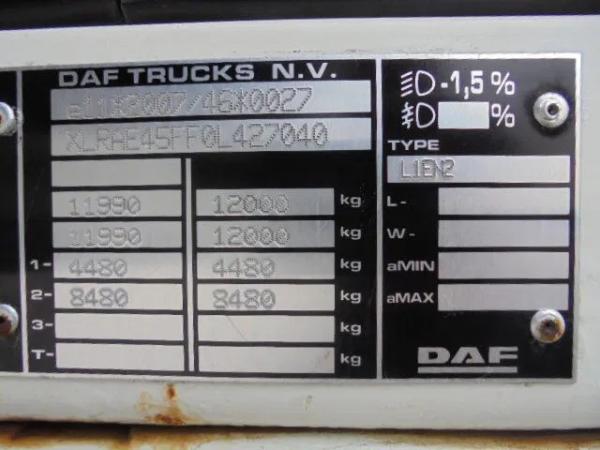 DAF TRUCKS N.V.
e11*2007/46*0027
XLRAE45FF0L427040
11990 12000 kg
11990 12000 kg
1- 4480 4480 kg
2- 8480 8480 kg
3- kg
T- kg
-1,5 %
%
TYPE
L1EN2
L-
W-
aMIN
aMAX
DAF